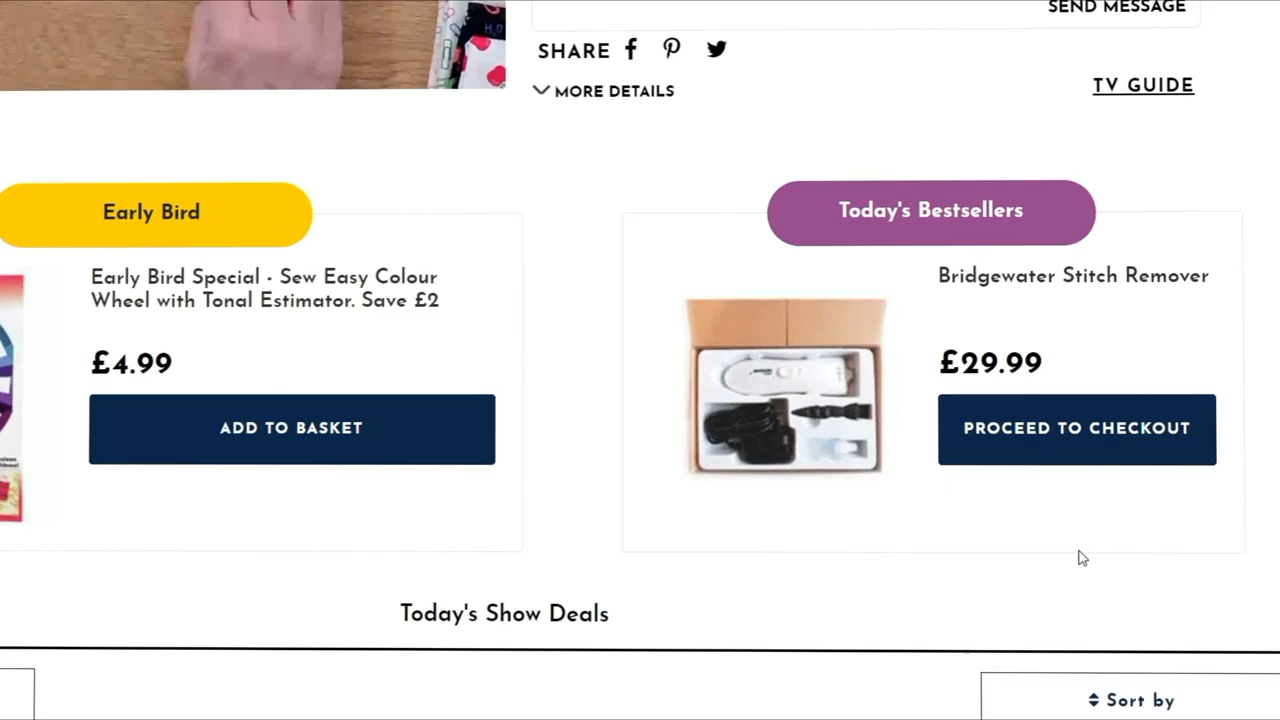 SEND MESSAGE
SHARE
MORE DETAILS
TV GUIDE
Early Bird
Early Bird Special - Sew Easy Colour
Wheel with Tonal Estimator. Save £2
£4.99
ADD TO BASKET
Today's Bestsellers
Bridgewater Stitch Remover
£29.99
PROCEED TO CHECKOUT
Today's Show Deals
Sort by